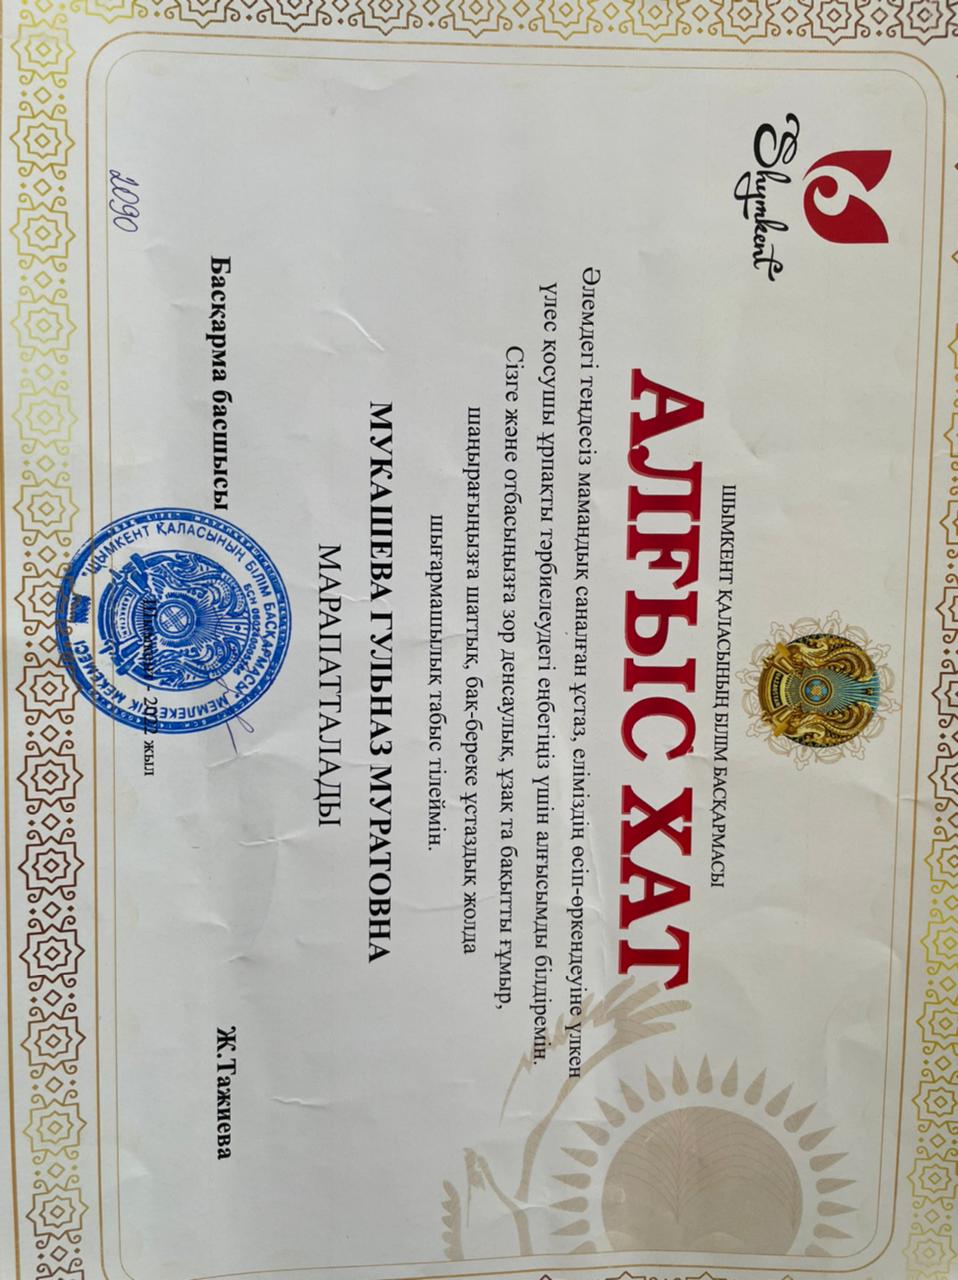 Shymkent
ШЫМКЕНТ ҚАЛАСЫНЫҢ БІЛІМ БАСҚАРМАСЫ
АЛҒЫС ХАТ
Әлемдегі теңдесіз мамандық саналған ұстаз, еліміздің өсіп-өркендеуіне үлкен
үлес қосушы ұрпақты тәрбиелеудегі еңбегіңіз үшін алғысымды білдіремін.
Сізге және отбасыңызға зор денсаулық, ұзақ та бақытты ғұмыр,
шаңырағыңызға шаттық, бақ-береке ұстаздық жолда
шығармашылық табыс тілеймін.
МУКАШЕВА ГУЛЬНАЗ МУРАТОВНА
МАРАПАТТАЛАДЫ
Басқарма басшысы Ж.Тажиева
ШЫМКЕНТ ҚАЛАСЫНЫҢ БІЛІМ БАСҚАРМАСЫ
Шымкент - 2022 жыл
2090